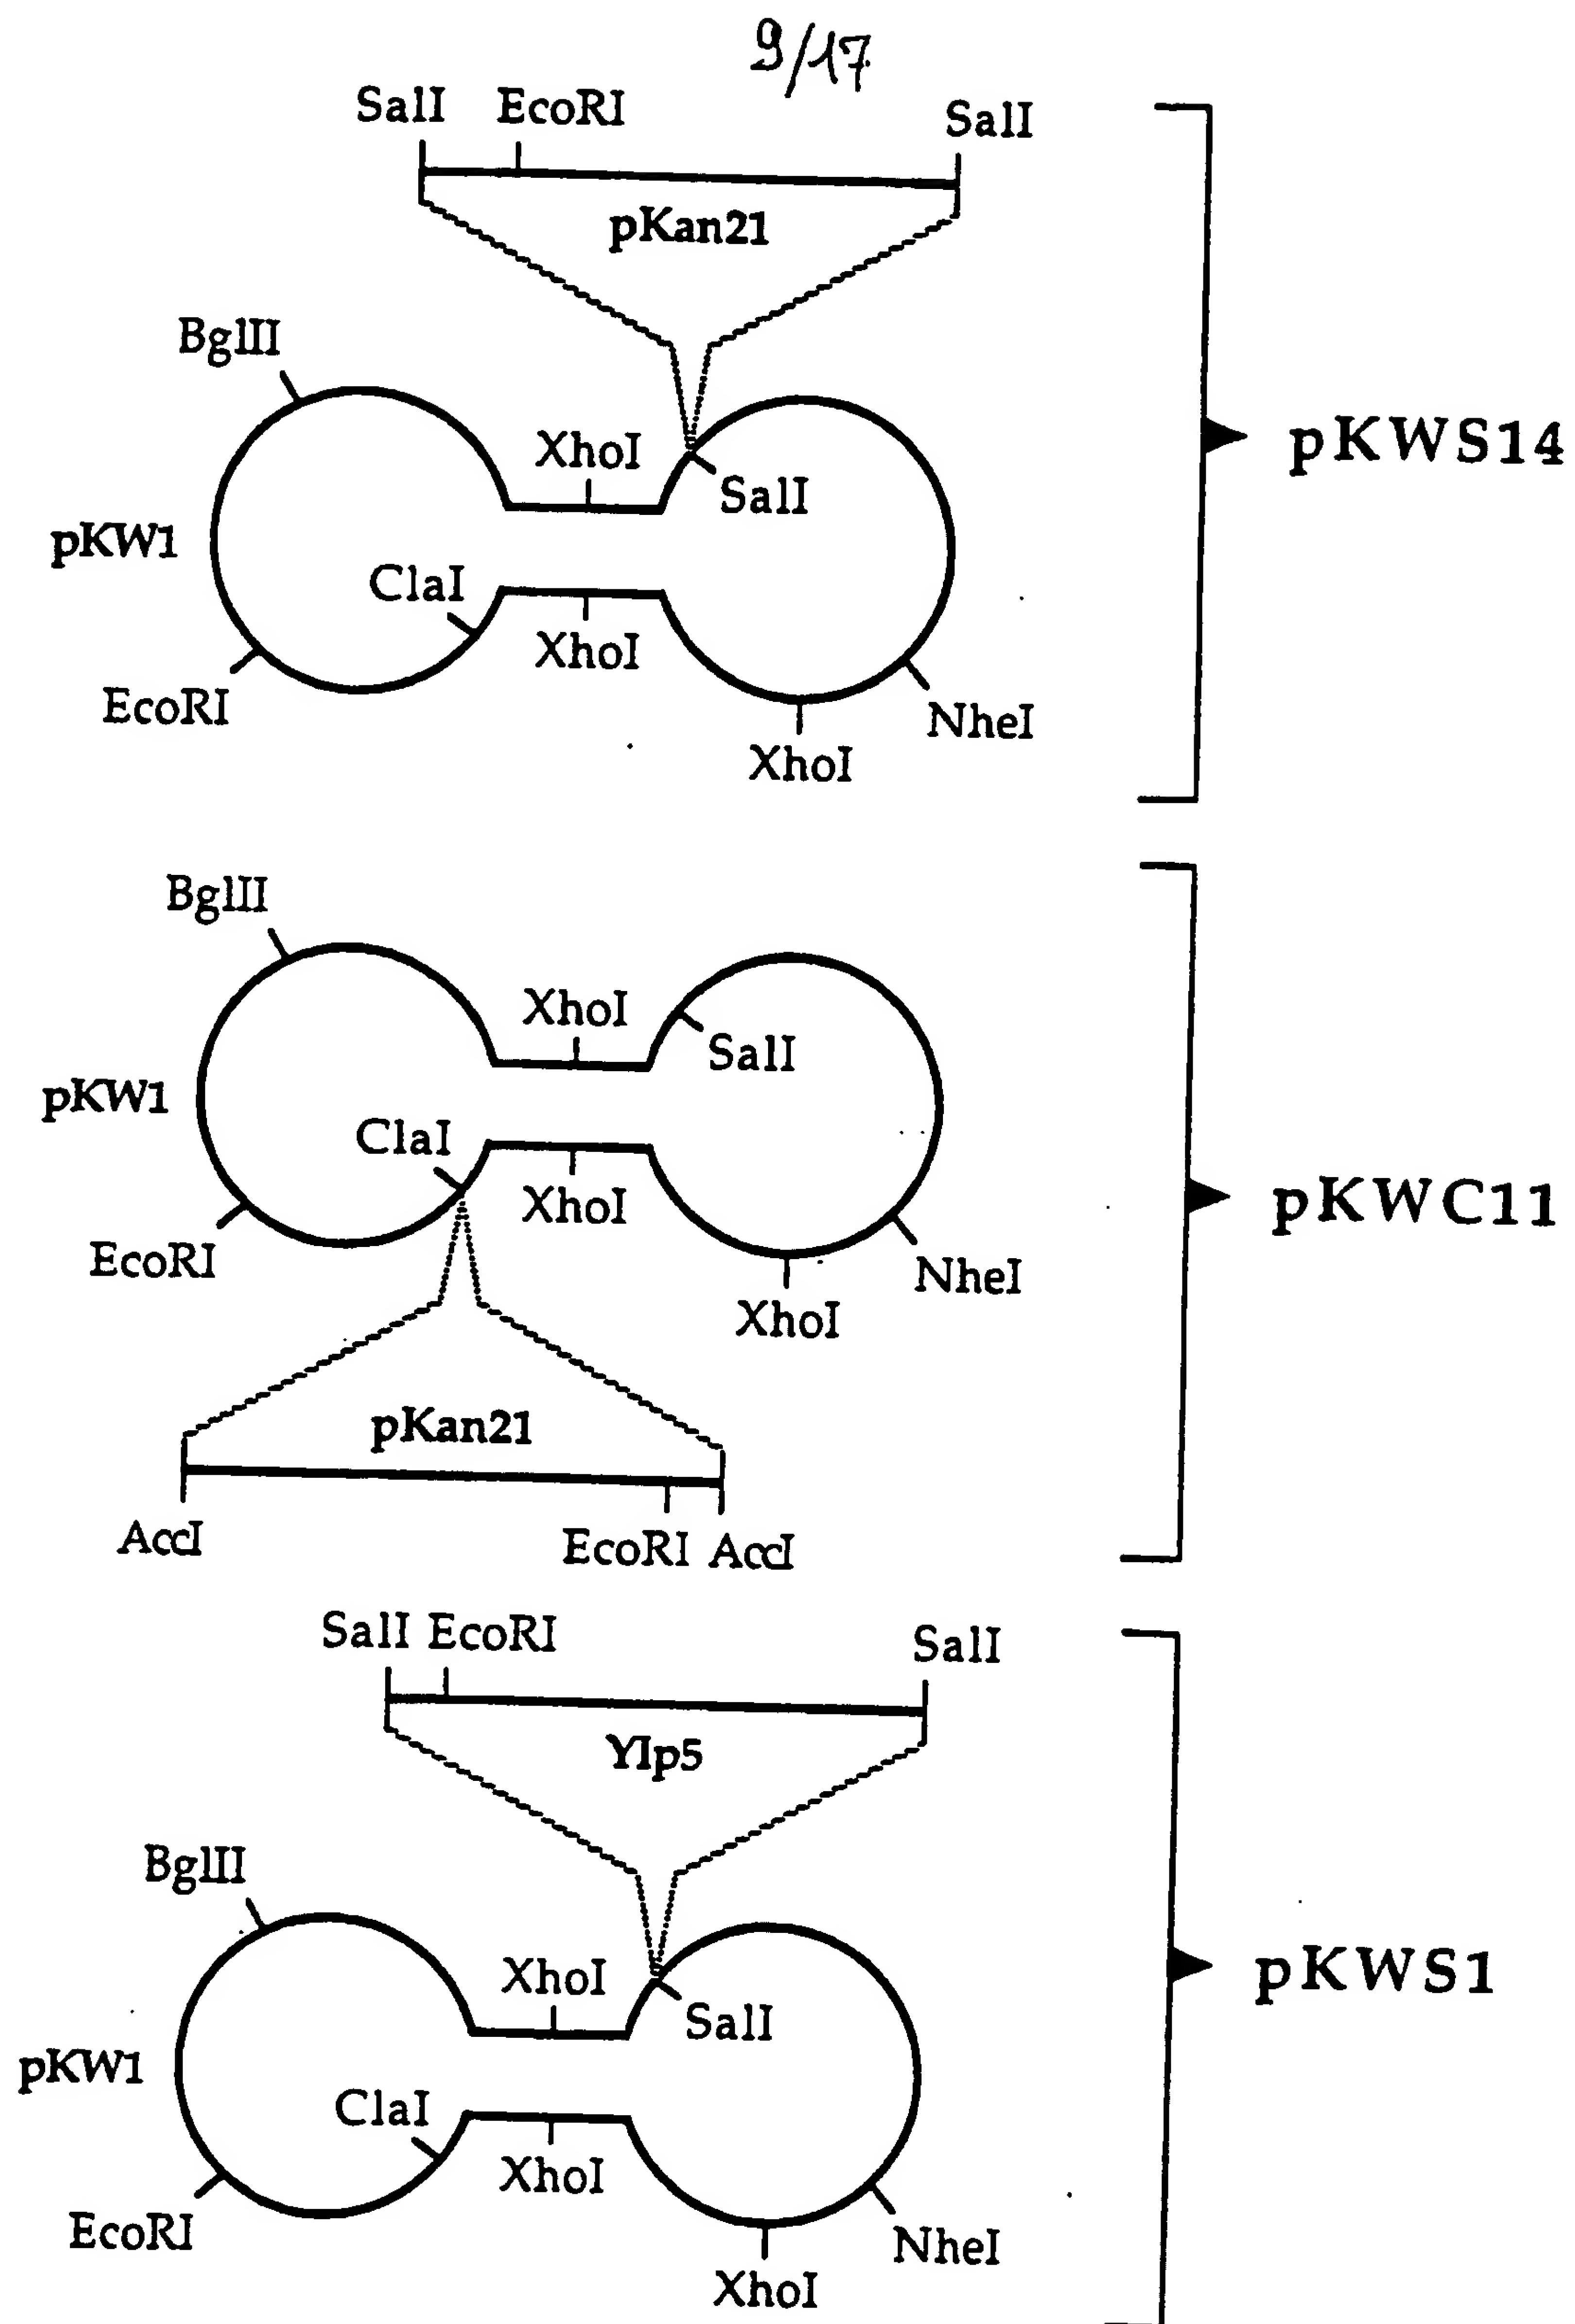 9/17
SalI EcoRI SalI
pKan21
BglII
XhoI
SalI
pKW1
ClaI
XhoI
EcoRI
NheI
XhoI
pKWS14
BglII
XhoI
SalI
pKW1
ClaI
XhoI
EcoRI
NheI
XhoI
pKan21
AccI EcoRI AccI
pKWC11
SalI EcoRI SalI
YIp5
BglII
XhoI
SalI
pKW1
ClaI
XhoI
EcoRI
NheI
XhoI
pKWS1